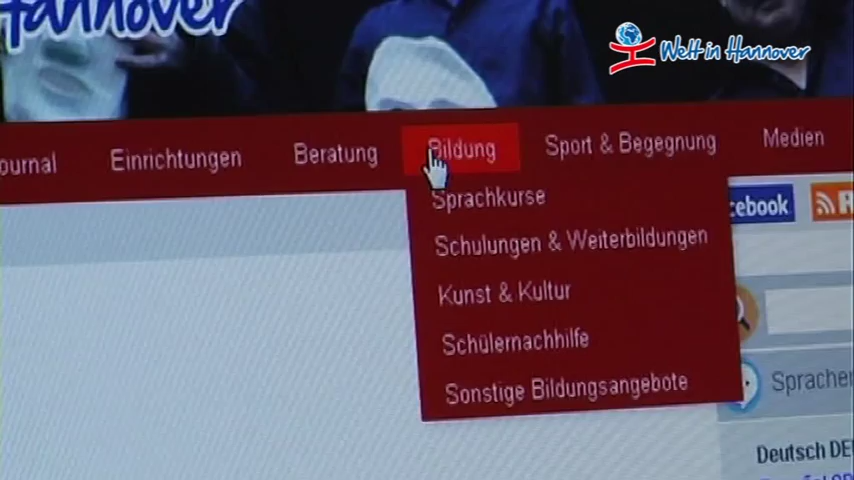 Hannover
Welt in Hannover
ournal Einrichtungen Beratung Bildung Sport & Begegnung Medien
Sprachkurse
Schulungen & Weiterbildungen
Kunst & Kultur
Schülernachhilfe
Sonstige Bildungsangebote
cebook R
Sprachen
Deutsch DE